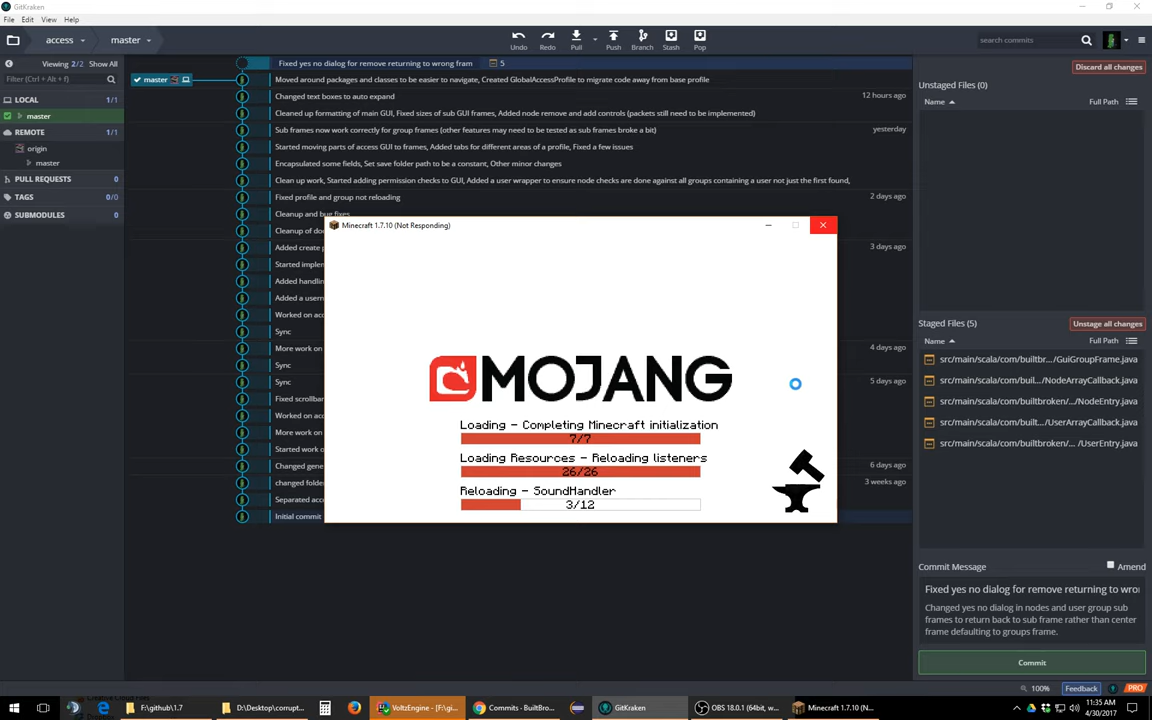 GitKraken
File Edit View Help
access master
Undo Redo Pull Push Branch Stash Pop
search commits
Viewing 2/2 Show All
Filter (Ctrl + Alt + f)
LOCAL 1/1
master
REMOTE 1/1
origin
master
PULL REQUESTS 0
TAGS 0/0
SUBMODULES 0
Fixed yes no dialog for remove returning to wrong fram 5
master Moved around packages and classes to be easier to navigate, Created GlobalAccessProfile to migrate code away from base profile
Changed text boxes to auto expand 12 hours ago
Cleaned up formatting of main GUI, Fixed sizes of sub GUI frames, Added node remove and add controls (packets still need to be implemented)
Sub frames now work correctly for group frames (other features may need to be tested as sub frames broke a bit) yesterday
Started moving parts of access GUI to frames, Added tabs for different areas of a profile, Fixed a few issues
Encapsulated some fields, Set save folder path to be a constant, Other minor changes
Clean up work, Started adding permission checks to GUI, Added a user wrapper to ensure node checks are done against all groups containing a user not just the first found,
Fixed profile and group not reloading 2 days ago
Cleanup and bug fixes
Cleanup of do
Added create p 3 days ago
Started implem
Added handlin
Added a usern
Worked on acc
Sync
More work on 4 days ago
Sync
Sync 5 days ago
Fixed scrollbar
Worked on acc
More work on
Started work o
Changed gene 6 days ago
changed folder 3 weeks ago
Separated acce
Initial commit
Minecraft 1.7.10 (Not Responding)
MOJANG
Loading - Completing Minecraft initialization
7/7
Loading Resources - Reloading listeners
26/26
Reloading - SoundHandler
3/12
Discard all changes
Unstaged Files (0)
Name Full Path
Staged Files (5) Unstage all changes
Name Full Path
src/main/scala/com/builtbr.../GuiGroupFrame.java
src/main/scala/com/buil.../NodeArrayCallback.java
src/main/scala/com/builtbroken/.../NodeEntry.java
src/main/scala/com/built.../UserArrayCallback.java
src/main/scala/com/builtbroken/... /UserEntry.java
Commit Message Amend
Fixed yes no dialog for remove returning to wro
Changed yes no dialog in nodes and user group sub
frames to return back to sub frame rather than center
frame defaulting to groups frame.
Commit
100% Feedback PRO
F:\github\1.7
D:\Desktop\corrupt...
VoltzEngine - [F:\gi...
Commits - BuiltBro...
GitKraken
OBS 18.0.1 (64bit, w...
Minecraft 1.7.10 (N...
11:35 AM
4/30/2017